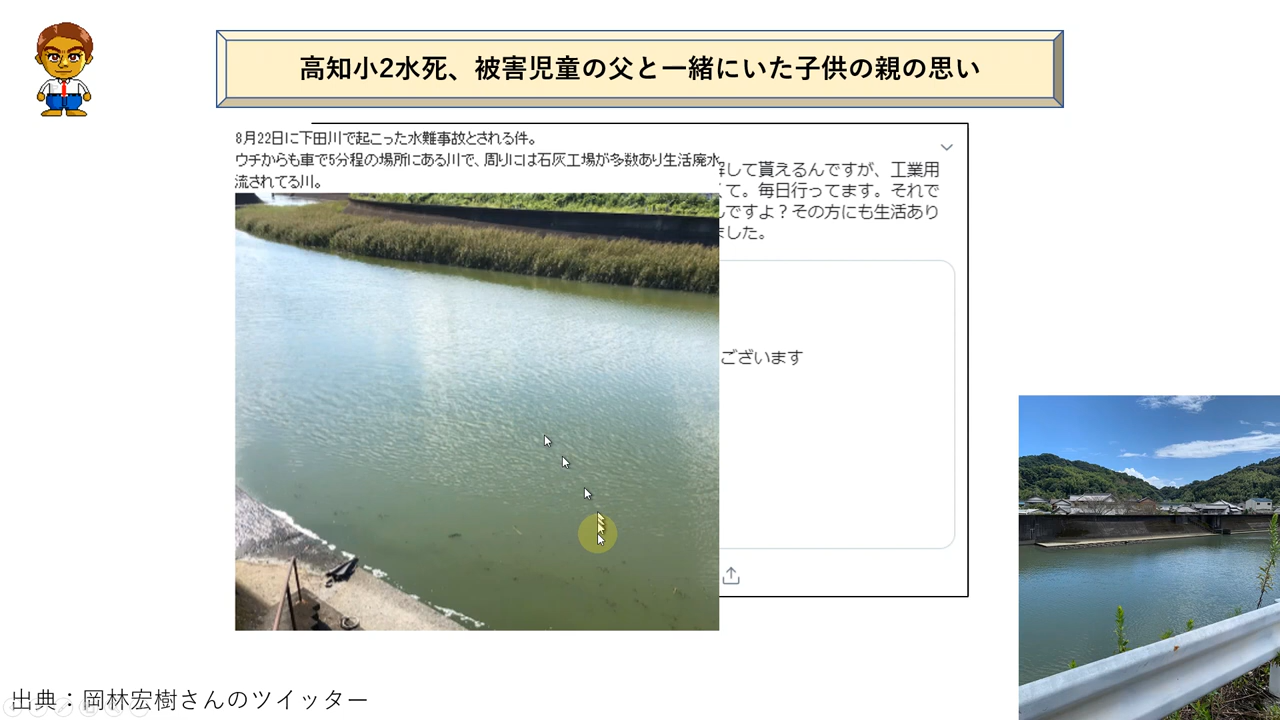 高知小2水死、被害児童の父と一緒にいた子供の親の思い
8月22日に下田川で起こった水難事故とされる件。
ウチからも車で5分程の場所にある川で、周りには石灰工場が多数あり生活廃水
流されてる川。
して貰えるんですが、工業用
て。毎日行ってます。それで
んですよ？その方にも生活あり
ました。
ございます
出典：岡林宏樹さんのツイッター